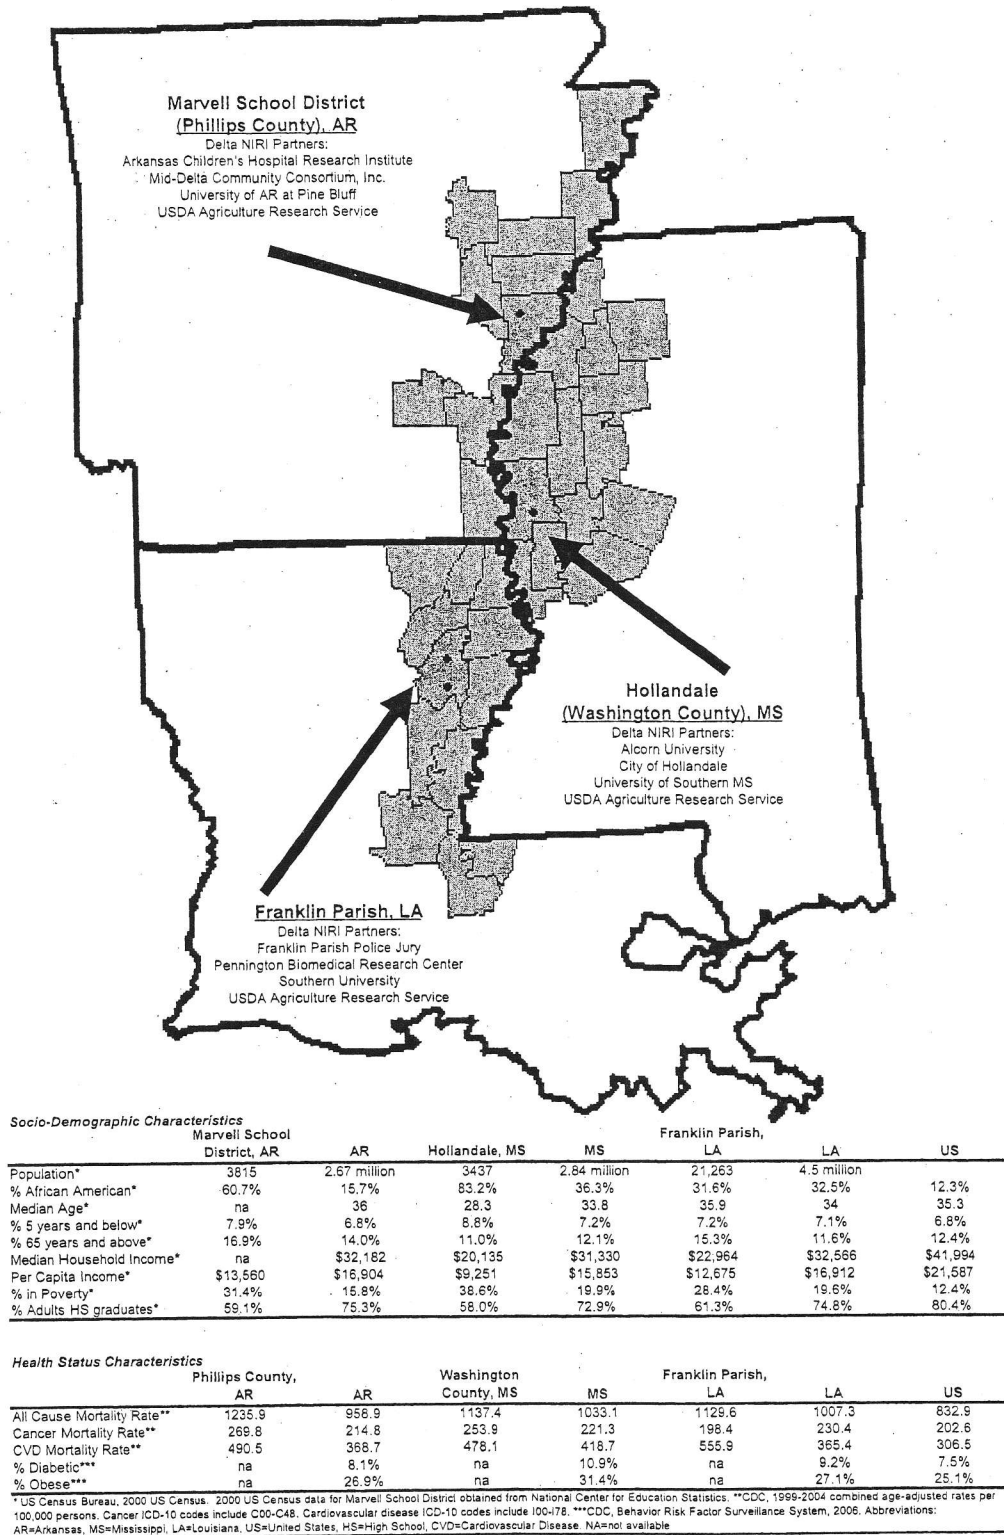 Marvell School District
(Phillips County), AR
Delta NIRI Partners:
Arkansas Children's Hospital Research Institute
Mid-Delta Community Consortium, Inc.
University of AR at Pine Bluff
USDA Agriculture Research Service
Hollandale
(Washington County), MS
Delta NIRI Partners:
Alcorn University
City of Hollandale
University of Southern MS
USDA Agriculture Research Service
Franklin Parish, LA
Delta NIRI Partners:
Franklin Parish Police Jury
Pennington Biomedical Research Center
Southern University
USDA Agriculture Research Service
Socio-Demographic Characteristics
Marvell School Franklin Parish,
District, AR AR Hollandale, MS MS LA LA US
Population* 3815 2.67 million 3437 2.84 million 21,263 4.5 million
% African American* 60.7% 15.7% 83.2% 36.3% 31.6% 32.5% 12.3%
Median Age* na 36 28.3 33.8 35.9 34 35.3
% 5 years and below* 7.9% 6.8% 8.8% 7.2% 7.2% 7.1% 6.8%
% 65 years and above* 16.9% 14.0% 11.0% 12.1% 15.3% 11.6% 12.4%
Median Household Income* na $32,182 $20,135 $31,330 $22,964 $32,566 $41,994
Per Capita Income* $13,560 $16,904 $9,251 $15,853 $12,675 $16,912 $21,587
% in Poverty* 31.4% 15.8% 38.6% 19.9% 28.4% 19.6% 12.4%
% Adults HS graduates* 59.1% 75.3% 58.0% 72.9% 61.3% 74.8% 80.4%
Health Status Characteristics
Phillips County, Washington Franklin Parish,
AR AR County, MS MS LA LA US
All Cause Mortality Rate** 1235.9 958.9 1137.4 1033.1 1129.6 1007.3 832.9
Cancer Mortality Rate** 269.8 214.8 253.9 221.3 198.4 230.4 202.6
CVD Mortality Rate** 490.5 368.7 478.1 418.7 555.9 365.4 306.5
% Diabetic*** na 8.1% na 10.9% na 9.2% 7.5%
% Obese*** na 26.9% na 31.4% na 27.1% 25.1%
* US Census Bureau, 2000 US Census. 2000 US Census data for Marvell School District obtained from National Center for Education Statistics. **CDC, 1999-2004 combined age-adjusted rates per
100,000 persons. Cancer ICD-10 codes include C00-C48. Cardiovascular disease ICD-10 codes include I00-I78. ***CDC, Behavior Risk Factor Surveillance System, 2006. Abbreviations:
AR=Arkansas, MS=Mississippi, LA=Louisiana, US=United States, HS=High School, CVD=Cardiovascular Disease. NA=not available